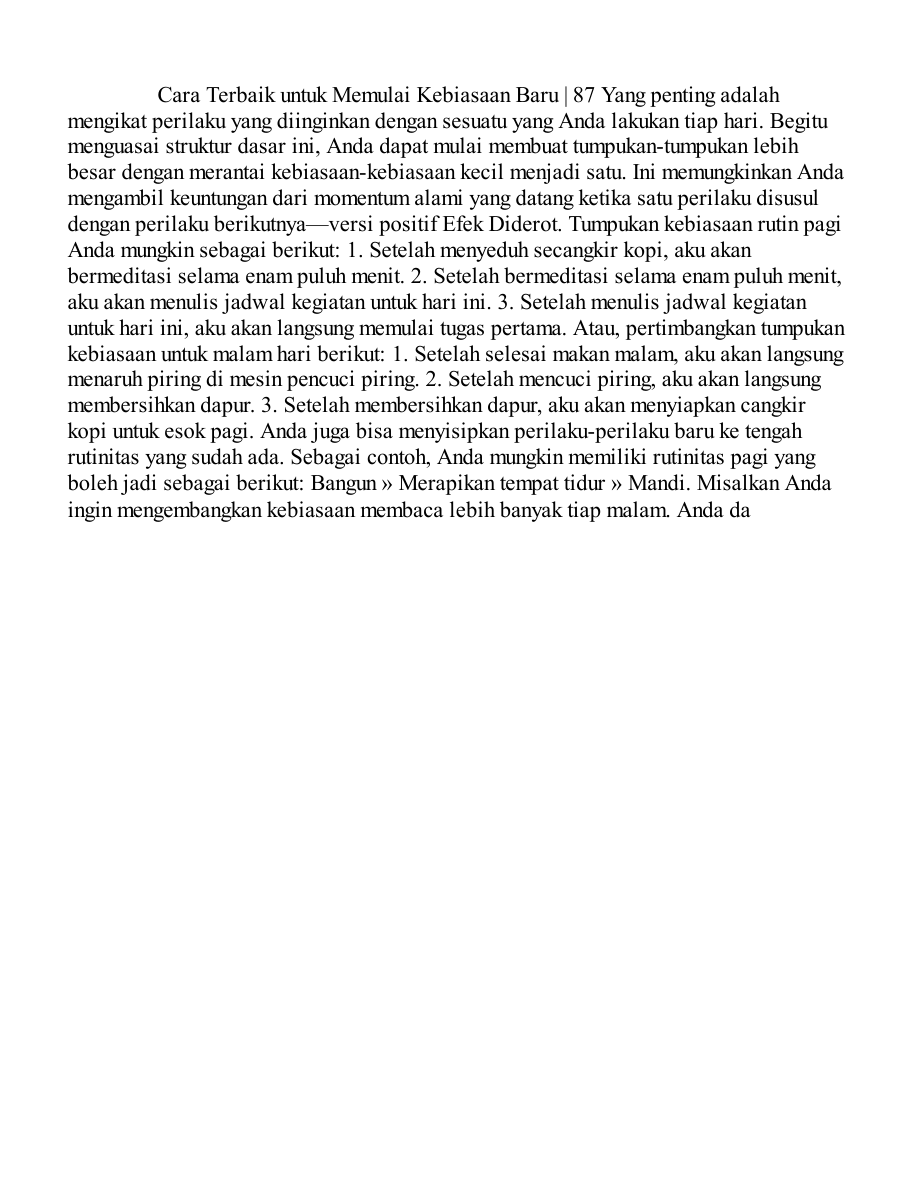 Cara Terbaik untuk Memulai Kebiasaan Baru | 87 Yang penting adalah
mengikat perilaku yang diinginkan dengan sesuatu yang Anda lakukan tiap hari. Begitu
menguasai struktur dasar ini, Anda dapat mulai membuat tumpukan-tumpukan lebih
besar dengan merantai kebiasaan-kebiasaan kecil menjadi satu. Ini memungkinkan Anda
mengambil keuntungan dari momentum alami yang datang ketika satu perilaku disusul
dengan perilaku berikutnya—versi positif Efek Diderot. Tumpukan kebiasaan rutin pagi
Anda mungkin sebagai berikut: 1. Setelah menyeduh secangkir kopi, aku akan
bermeditasi selama enam puluh menit. 2. Setelah bermeditasi selama enam puluh menit,
aku akan menulis jadwal kegiatan untuk hari ini. 3. Setelah menulis jadwal kegiatan
untuk hari ini, aku akan langsung memulai tugas pertama. Atau, pertimbangkan tumpukan
kebiasaan untuk malam hari berikut: 1. Setelah selesai makan malam, aku akan langsung
menaruh piring di mesin pencuci piring. 2. Setelah mencuci piring, aku akan langsung
membersihkan dapur. 3. Setelah membersihkan dapur, aku akan menyiapkan cangkir
kopi untuk esok pagi. Anda juga bisa menyisipkan perilaku-perilaku baru ke tengah
rutinitas yang sudah ada. Sebagai contoh, Anda mungkin memiliki rutinitas pagi yang
boleh jadi sebagai berikut: Bangun » Merapikan tempat tidur » Mandi. Misalkan Anda
ingin mengembangkan kebiasaan membaca lebih banyak tiap malam. Anda da